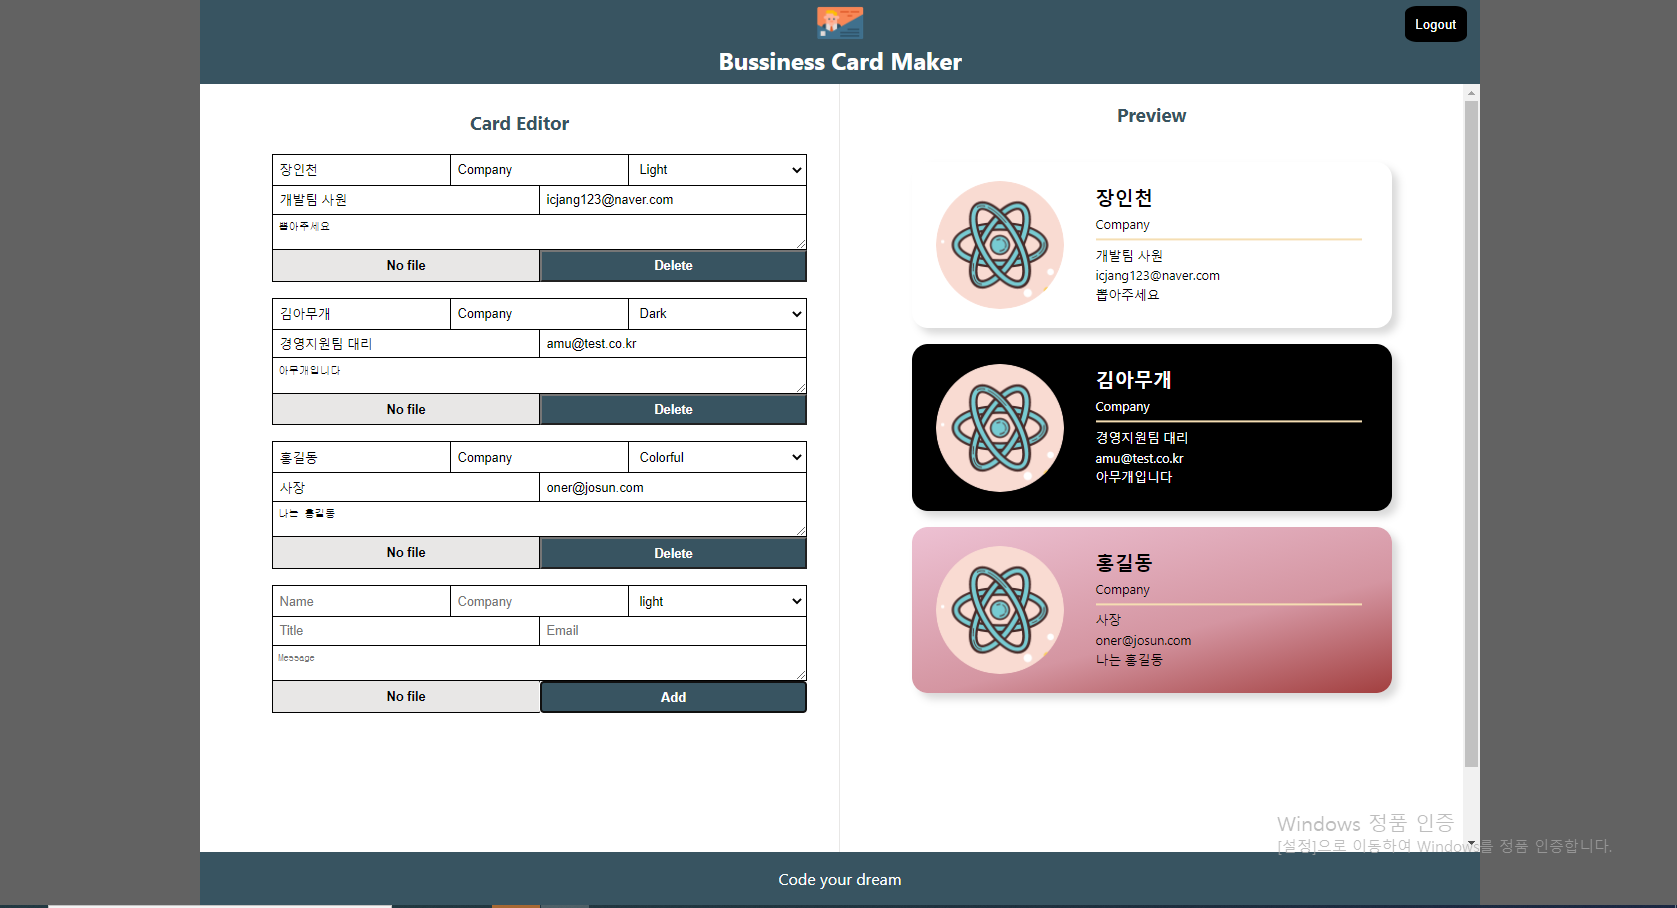 Logout
Bussiness Card Maker
Card Editor
장인천 Company Light
개발팀 사원 icjang123@naver.com
뽑아주세요
No file Delete
김아무개 Company Dark
경영지원팀 대리 amu@test.co.kr
아무개입니다
No file Delete
홍길동 Company Colorful
사장 oner@josun.com
나는 홍길동
No file Delete
Name Company light
Title Email
Message
No file Add
Preview
장인천
Company
개발팀 사원
icjang123@naver.com
뽑아주세요
김아무개
Company
경영지원팀 대리
amu@test.co.kr
아무개입니다
홍길동
Company
사장
oner@josun.com
나는 홍길동
Windows 정품 인증
[설정]으로 이동하여 Windows를 정품 인증합니다.
Code your dream